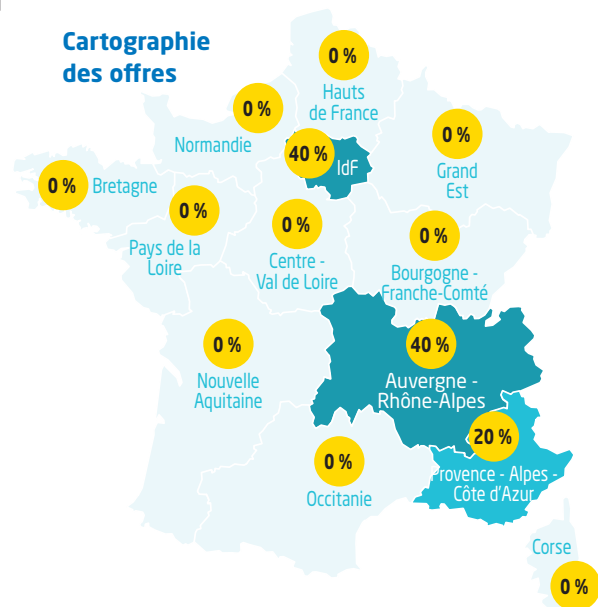 Cartographie
des offres
0 %
Hauts
de France
0 %
Normandie
40 %
IdF
0 %
Grand
Est
0 %
Bretagne
0 %
Pays de la
Loire
0 %
Centre -
Val de Loire
0 %
Bourgogne -
Franche-Comté
0 %
Nouvelle
Aquitaine
40 %
Auvergne -
Rhône-Alpes
20 %
Provence - Alpes -
Côte d'Azur
0 %
Occitanie
Corse
0 %